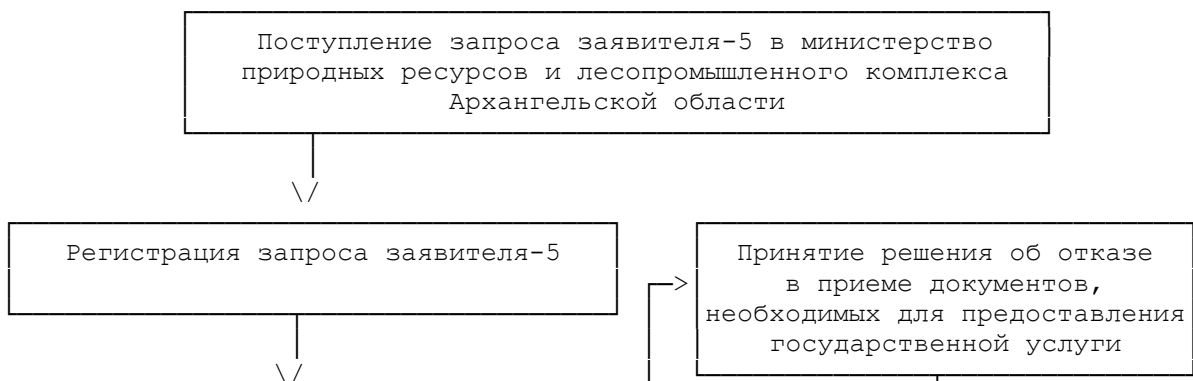 Поступление запроса заявителя-5 в министерство
природных ресурсов и лесопромышленного комплекса
Архангельской области
Регистрация запроса заявителя-5
Принятие решения об отказе
в приеме документов,
необходимых для предоставления
государственной услуги